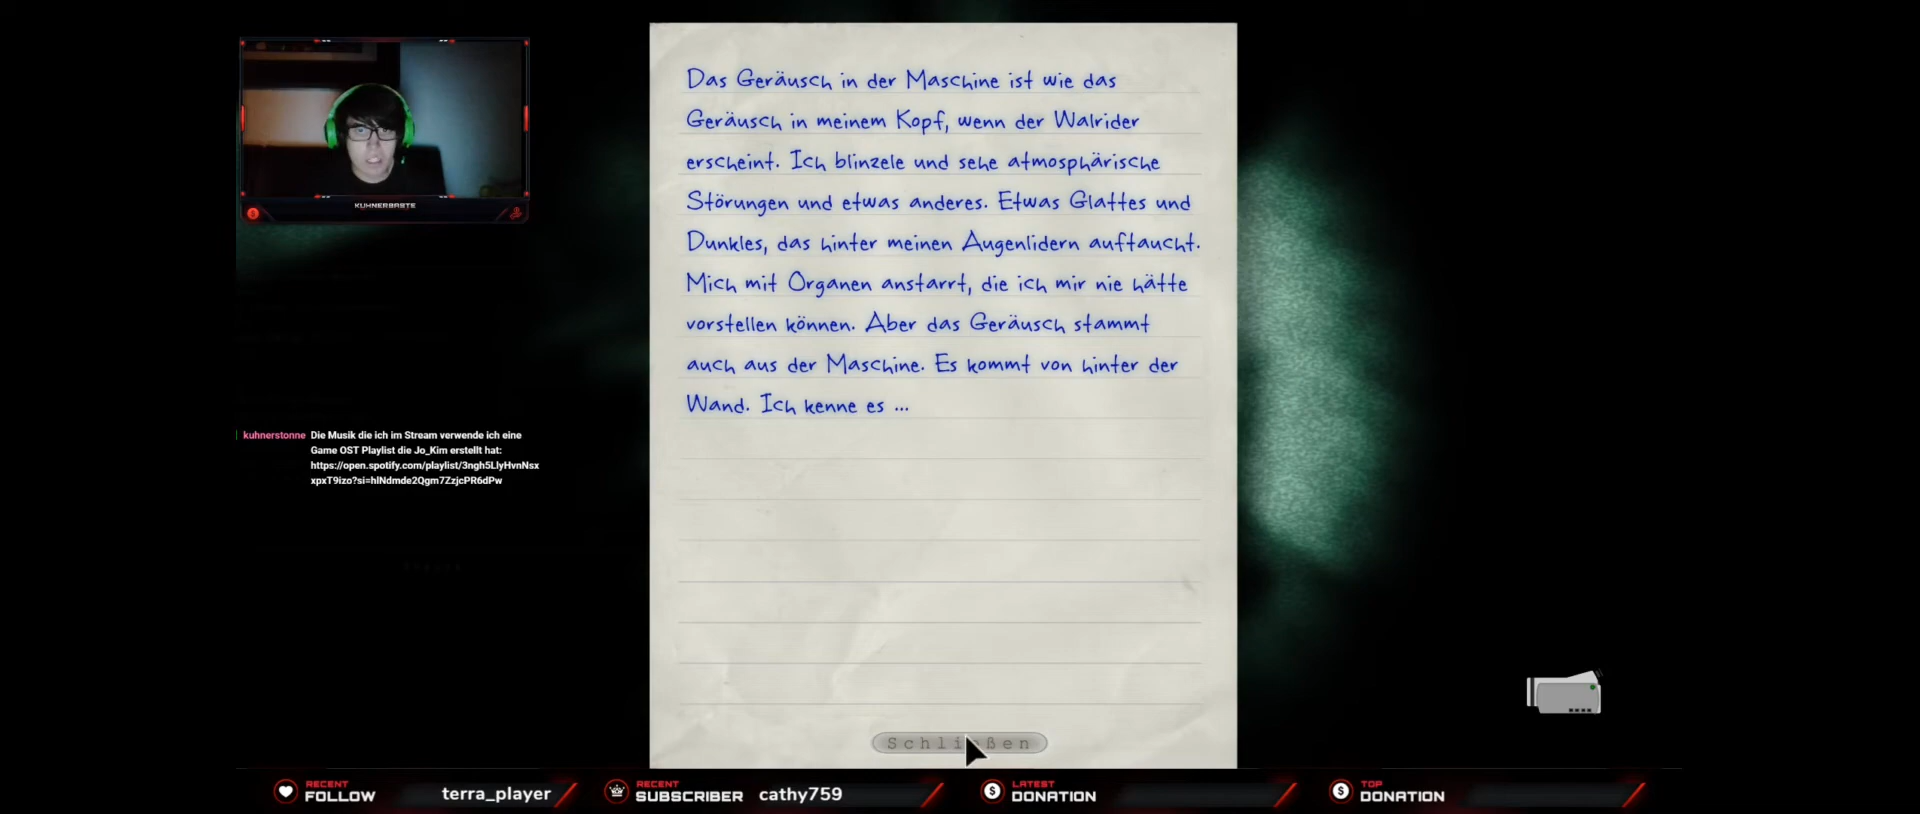 KUHNERBASTE
Das Geräusch in der Maschine ist wie das
Geräusch in meinem Kopf, wenn der Walrider
erscheint. Ich blinzele und sehe atmosphärische
Störungen und etwas anderes. Etwas Glattes und
Dunkles, das hinter meinen Augenlidern auftaucht.
Mich mit Organen anstarrt, die ich mir nie hätte
vorstellen können. Aber das Geräusch stammt
auch aus der Maschine. Es kommt von hinter der
Wand. Ich kenne es ...
kuhnerstonne Die Musik die ich im Stream verwende ich eine
Game OST Playlist die Jo_Kim erstellt hat:
https://open.spotify.com/playlist/3ngh5LlyHvnNsx
xpxT9izo?si=hlNdmde2Qgm7ZzjcPR6dPw
Schließen
RECENT
FOLLOW terra_player
RECENT
SUBSCRIBER cathy759
LATEST
DONATION
TOP
DONATION